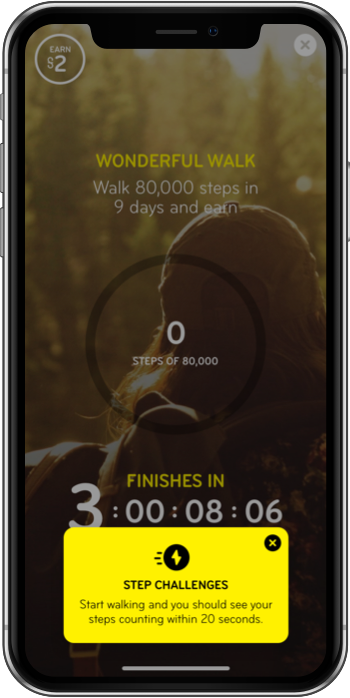 EARN
$2
WONDERFUL WALK
Walk 80,000 steps in
9 days and earn
0
STEPS OF 80,000
FINISHES IN
3 : 00 : 08 : 06
STEP CHALLENGES
Start walking and you should see your
steps counting within 20 seconds.